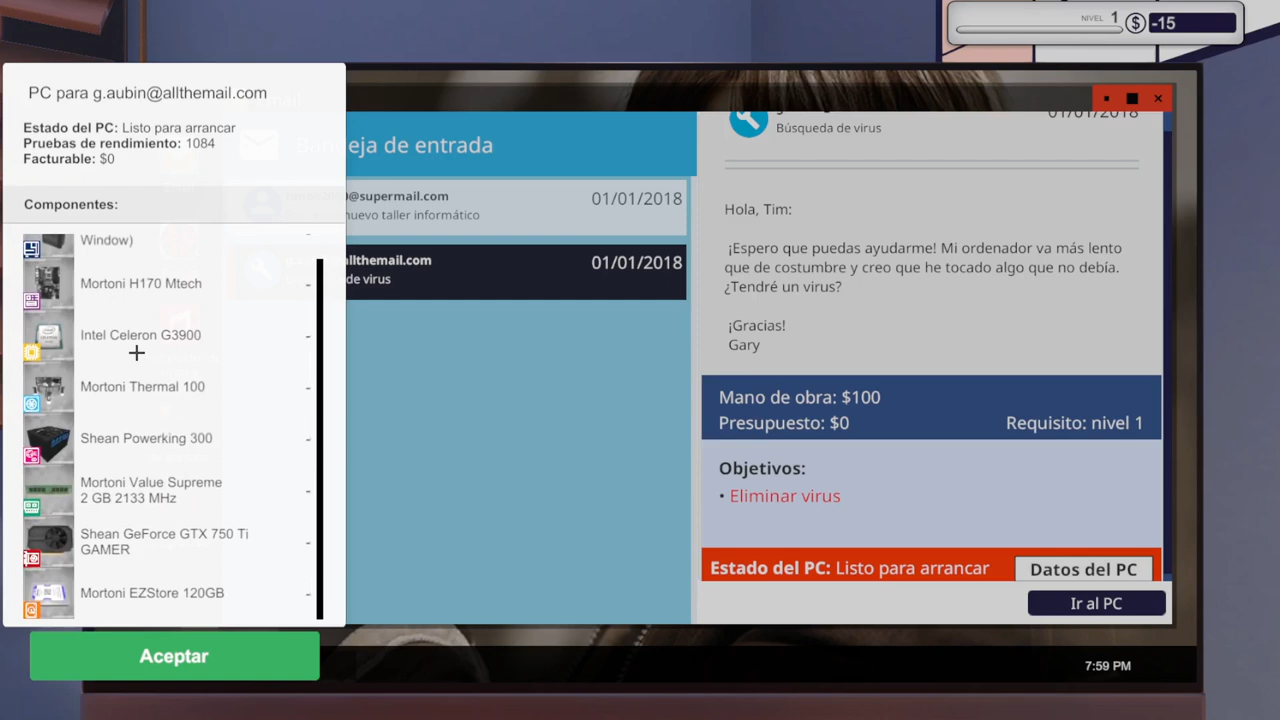 NIVEL 1 $ -15
PC para g.aubin@allthemail.com
Estado del PC: Listo para arrancar
Pruebas de rendimiento: 1084
Facturable: $0
Componentes:
Window) -
Mortoni H170 Mtech -
Intel Celeron G3900 -
Mortoni Thermal 100 -
Shean Powerking 300 -
Mortoni Value Supreme
2 GB 2133 MHz -
Shean GeForce GTX 750 Ti
GAMER -
Mortoni EZStore 120GB -
Aceptar
Bandeja de entrada
@supermail.com 01/01/2018
nuevo taller informático
allthemail.com 01/01/2018
de virus
01/01/2018
Búsqueda de virus
Hola, Tim:
¡Espero que puedas ayudarme! Mi ordenador va más lento
que de costumbre y creo que he tocado algo que no debía.
¿Tendré un virus?
¡Gracias!
Gary
Mano de obra: $100
Presupuesto: $0 Requisito: nivel 1
Objetivos:
• Eliminar virus
Estado del PC: Listo para arrancar Datos del PC
Ir al PC
7:59 PM